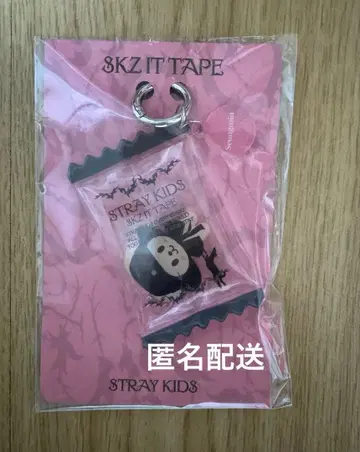 SKZ IT TAPE
Seungmin
STRAY KIDS
SKZ IT TAPE
匿名配送
STRAY KIDS